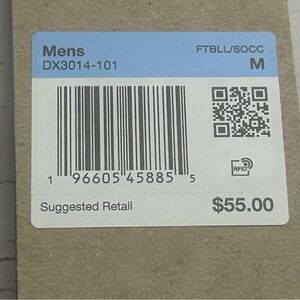 Mens FTBLL/SOCC
DX3014-101 M
1 96605 45885 5
RFID
Suggested Retail $55.00